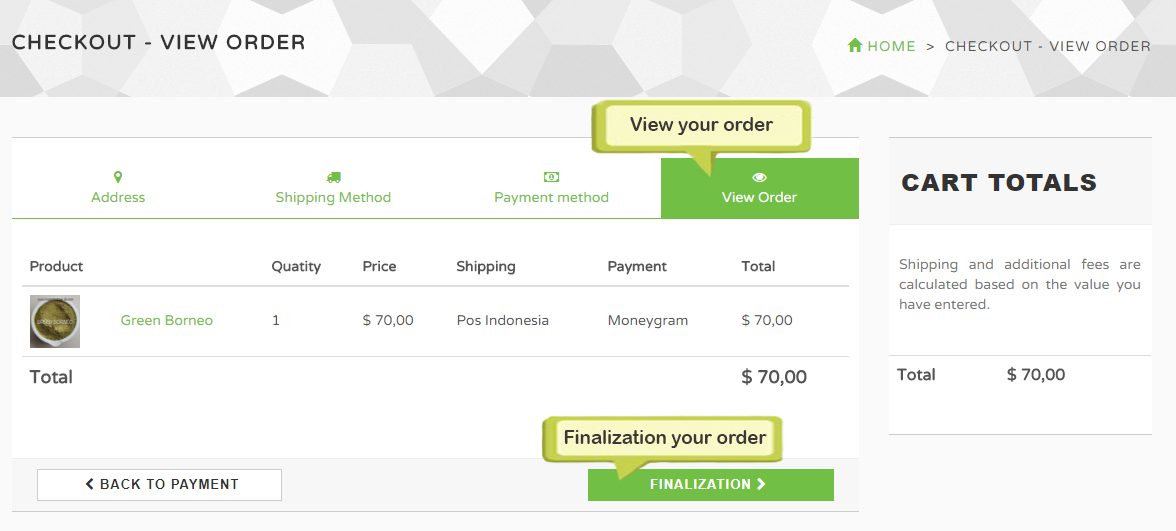 CHECKOUT - VIEW ORDER
HOME > CHECKOUT - VIEW ORDER
View your order
Address
Shipping Method
Payment method
View Order
Product Quatity Price Shipping Payment Total
GREEN BORNEO
Green Borneo 1 $ 70,00 Pos Indonesia Moneygram $ 70,00
Total $ 70,00
Finalization your order
BACK TO PAYMENT
FINALIZATION
CART TOTALS
Shipping and additional fees are
calculated based on the value you
have entered.
Total $ 70,00